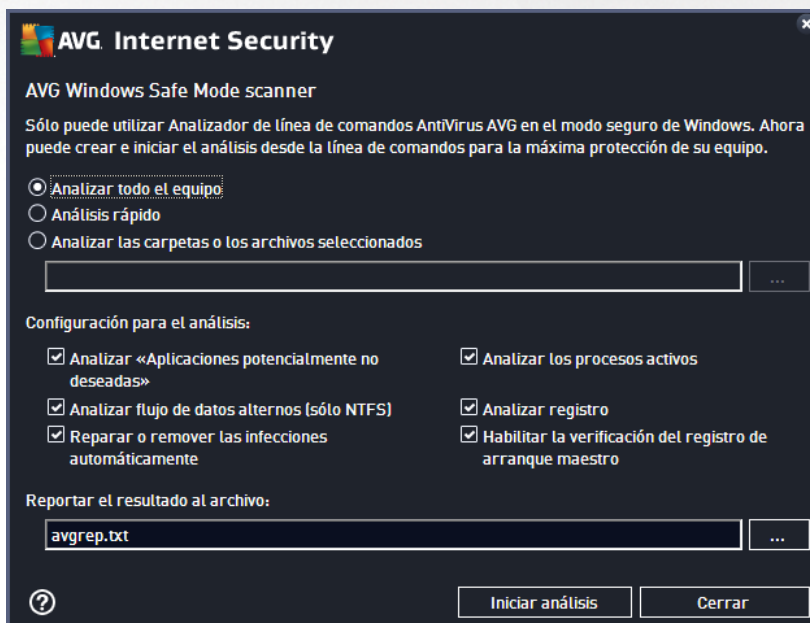 AVG. Internet Security
AVG Windows Safe Mode scanner
Sólo puede utilizar Analizador de línea de comandos AntiVirus AVG en el modo seguro de Windows. Ahora
puede crear e iniciar el análisis desde la línea de comandos para la máxima protección de su equipo.
Analizar todo el equipo
Análisis rápido
Analizar las carpetas o los archivos seleccionados
...
Configuración para el análisis:
Analizar «Aplicaciones potencialmente no
deseadas»
Analizar los procesos activos
Analizar flujo de datos alternos (sólo NTFS)
Analizar registro
Reparar o remover las infecciones
automáticamente
Habilitar la verificación del registro de
arranque maestro
Reportar el resultado al archivo:
avgrep.txt
...
?
Iniciar análisis
Cerrar